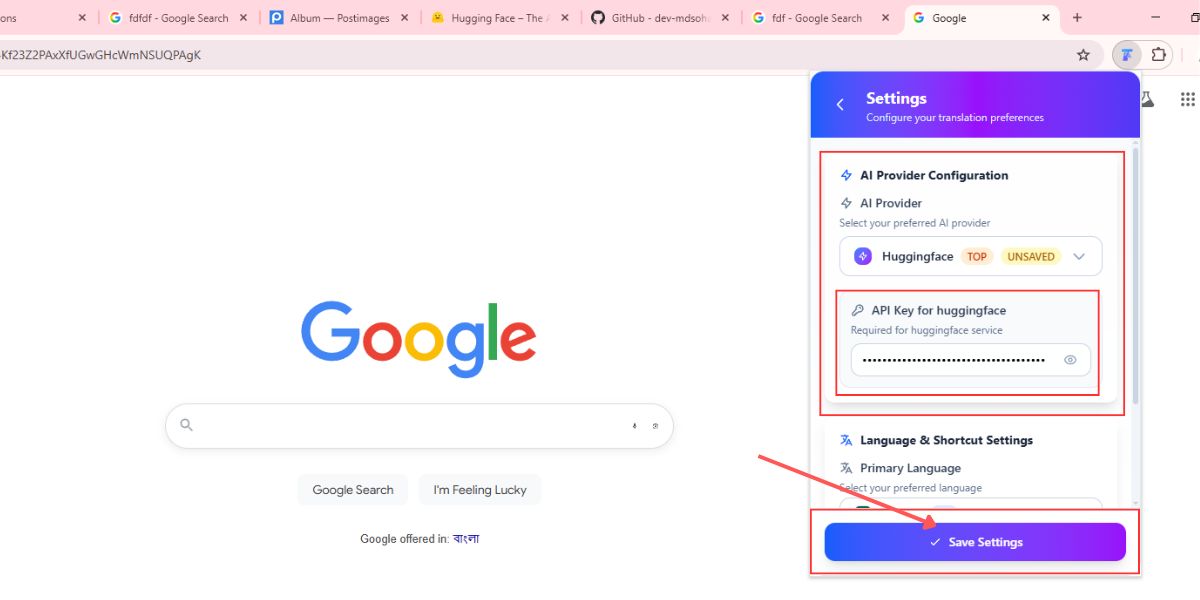 ons
fdfdf - Google Search
Album — Postimages
Hugging Face – The A
GitHub - dev-mdsoha
fdf - Google Search
Google
Kf23Z2PAxXfUGwGHcWmNSUQPAgK
Settings
Configure your translation preferences
AI Provider Configuration
AI Provider
Select your preferred AI provider
Huggingface TOP UNSAVED
API Key for huggingface
Required for huggingface service
Language & Shortcut Settings
Primary Language
Select your preferred language
Save Settings
Google
Google Search
I'm Feeling Lucky
Google offered in: বাংলা